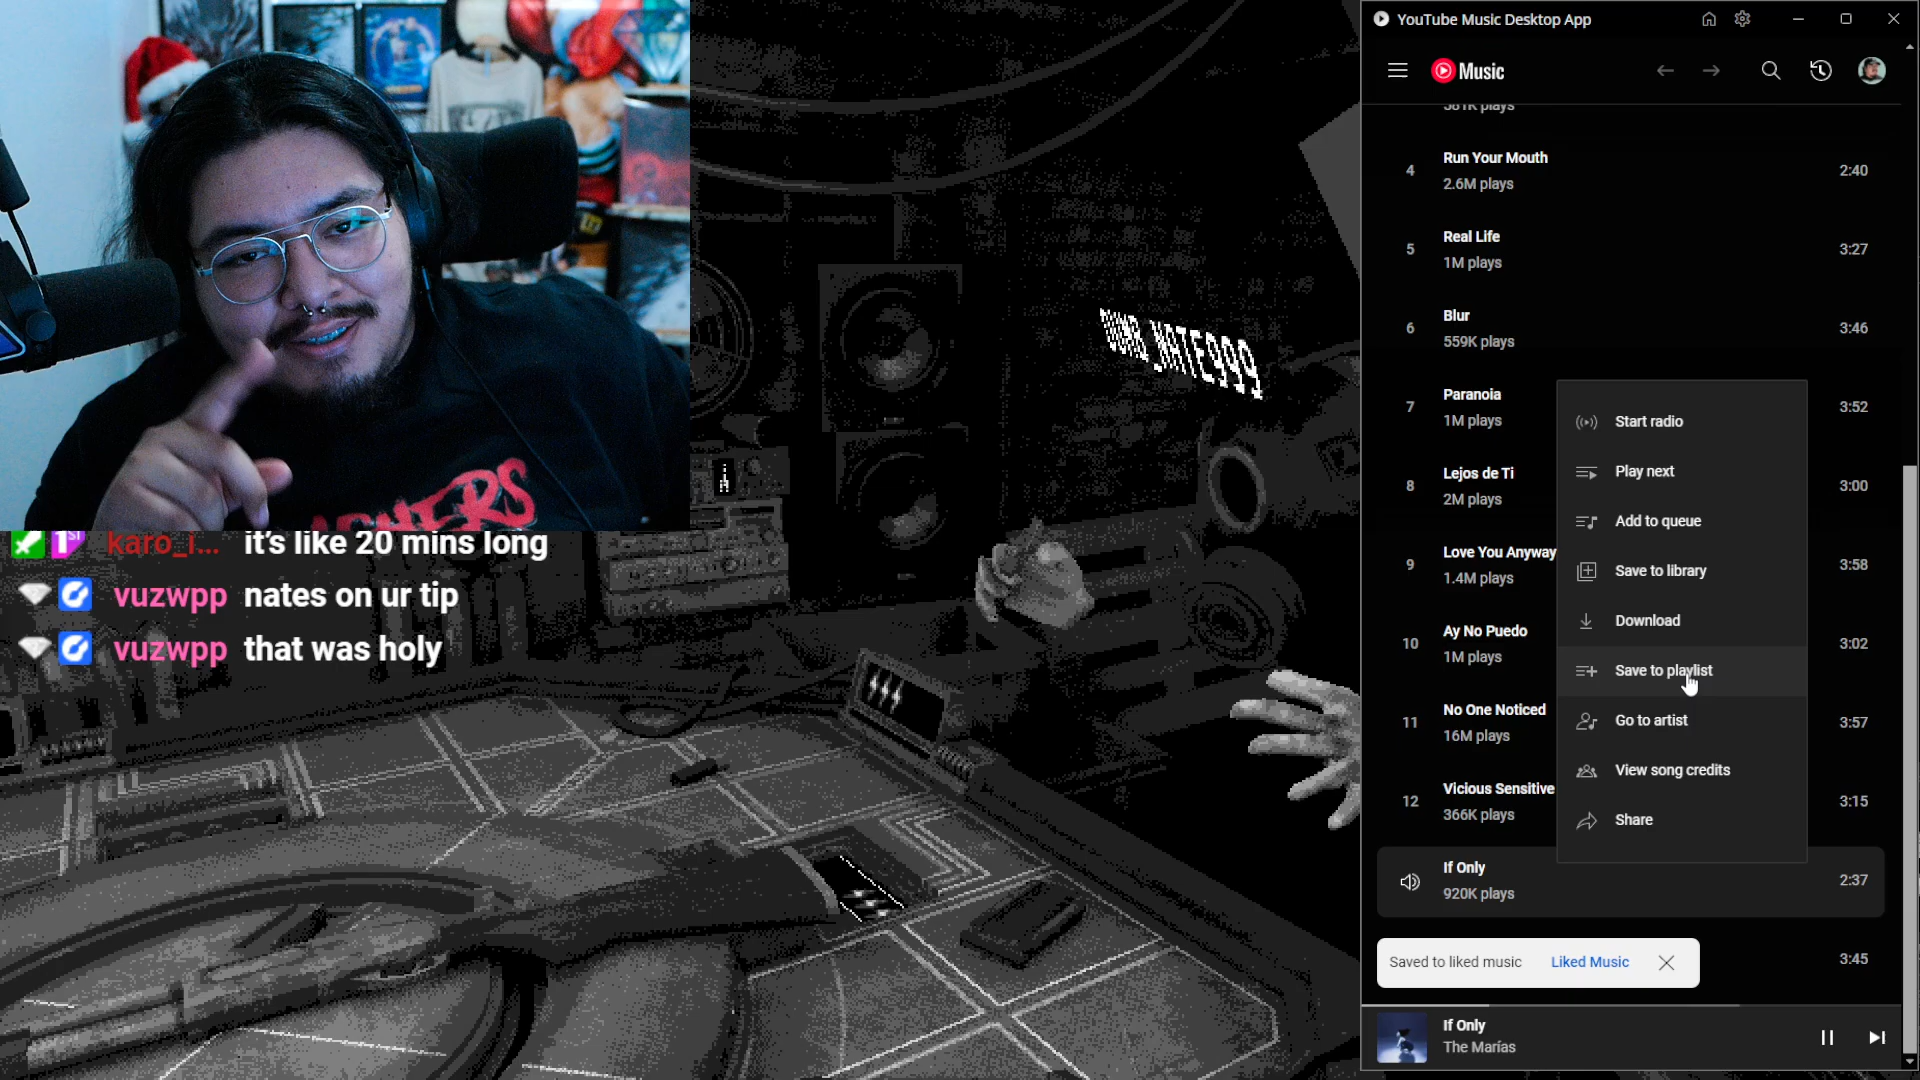 karo_i... it's like 20 mins long
vuzwpp nates on ur tip
vuzwpp that was holy
YouTube Music Desktop App
Music
381K plays
4 Run Your Mouth 2:40
2.6M plays
5 Real Life 3:27
1M plays
6 Blur 3:46
559K plays
7 Paranoia 3:52
1M plays
8 Lejos de Ti 3:00
2M plays
9 Love You Anyway 3:58
1.4M plays
10 Ay No Puedo 3:02
1M plays
11 No One Noticed 3:57
16M plays
12 Vicious Sensitive 3:15
366K plays
If Only 2:37
920K plays
3:45
Start radio
Play next
Add to queue
Save to library
Download
Save to playlist
Go to artist
View song credits
Share
Saved to liked music Liked Music
If Only
The Marías